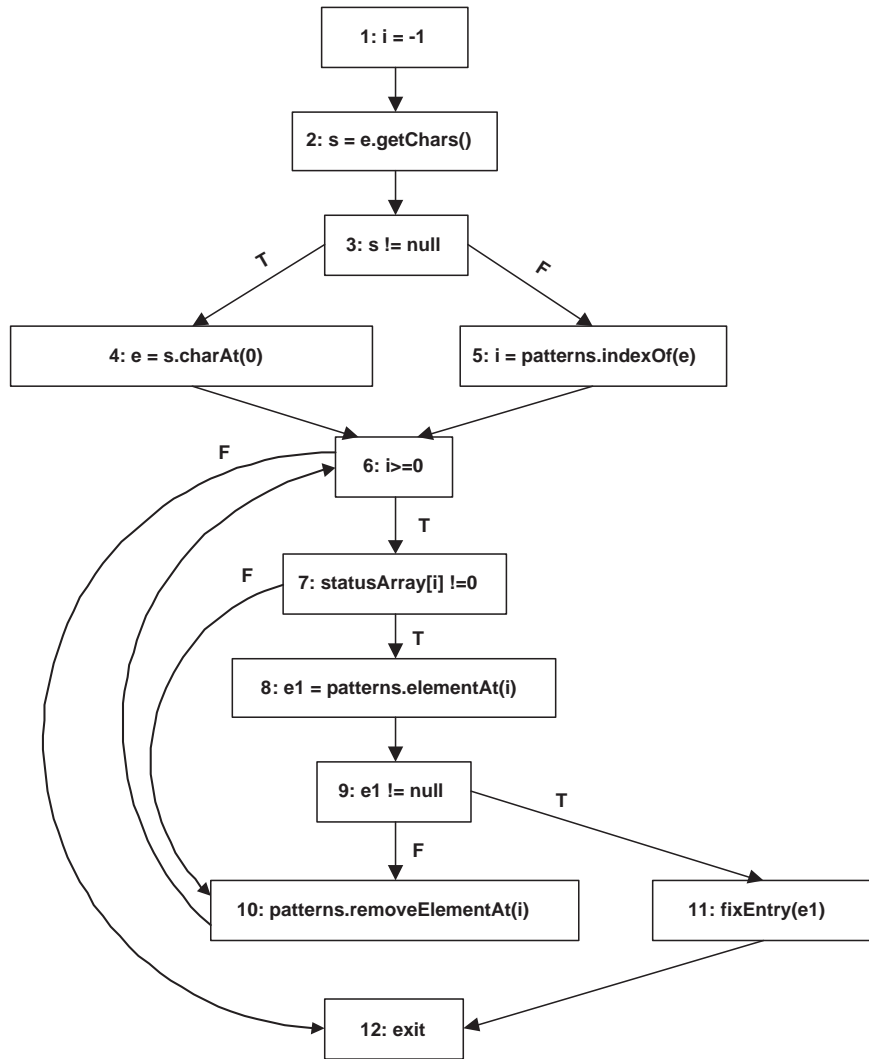 1: i = -1
2: s = e.getChars()
3: s != null
T
F
4: e = s.charAt(0)
5: i = patterns.indexOf(e)
F
6: i>=0
T
F
7: statusArray[i] !=0
T
8: e1 = patterns.elementAt(i)
9: e1 != null
T
F
10: patterns.removeElementAt(i)
11: fixEntry(e1)
12: exit